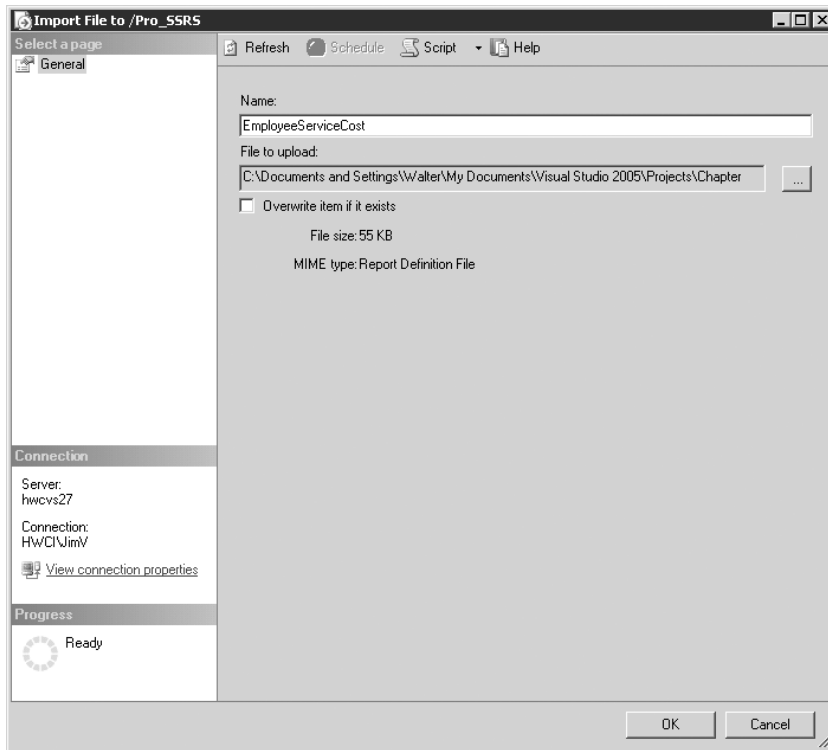 Import File to /Pro_SSRS
Select a page
General
Refresh Schedule Script Help
Name:
EmployeeServiceCost
File to upload:
C:\Documents and Settings\Walter\My Documents\Visual Studio 2005\Projects\Chapter
...
Overwrite item if it exists
File size: 55 KB
MIME type: Report Definition File
Connection
Server:
hwcvs27
Connection:
HWCI\JimV
View connection properties
Progress
Ready
OK Cancel